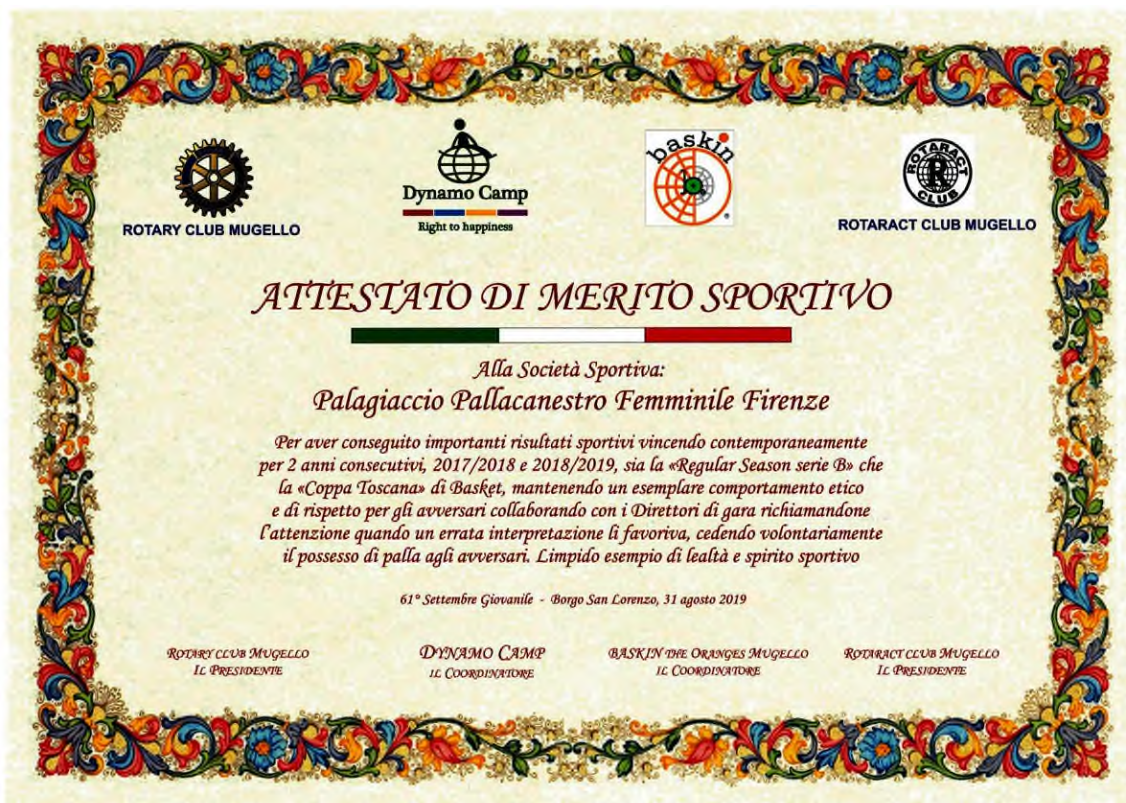 ROTARY CLUB MUGELLO
Dynamo Camp
Right to happiness
baskin
®
ROTARACT CLUB
R
ROTARACT CLUB MUGELLO
ATTESTATO DI MERITO SPORTIVO
Alla Società Sportiva:
Palagiaccio Pallacanestro Femminile Firenze
Per aver conseguito importanti risultati sportivi vincendo contemporaneamente
per 2 anni consecutivi, 2017/2018 e 2018/2019, sia la «Regular Season serie B» che
la «Coppa Toscana» di Basket, mantenendo un esemplare comportamento etico
e di rispetto per gli avversari collaborando con i Direttori di gara richiamandone
l'attenzione quando un errata interpretazione li favoriva, cedendo volontariamente
il possesso di palla agli avversari. Limpido esempio di lealtà e spirito sportivo
61° Settembre Giovanile - Borgo San Lorenzo, 31 agosto 2019
ROTARY CLUB MUGELLO
IL PRESIDENTE
DYNAMO CAMP
IL COORDINATORE
BASKIN THE ORANGES MUGELLO
IL COORDINATORE
ROTARACT CLUB MUGELLO
IL PRESIDENTE